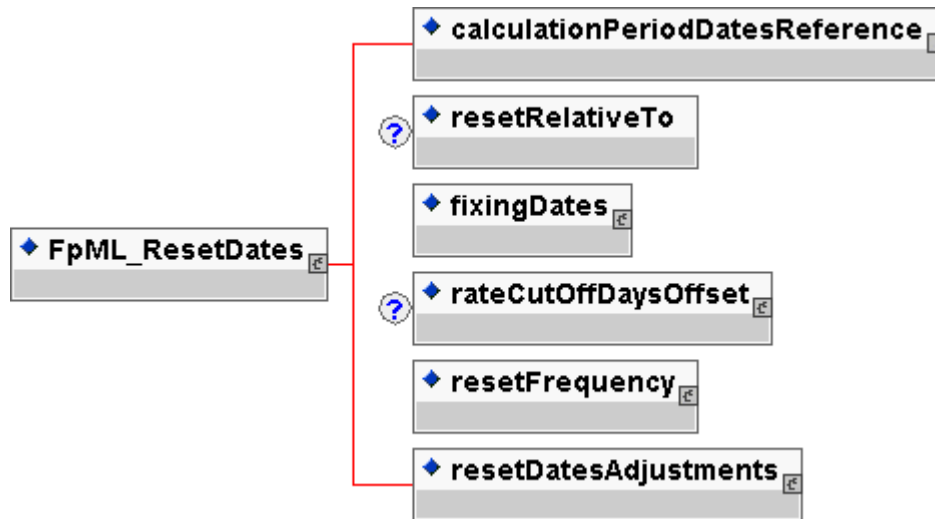 calculationPeriodDatesReference
? resetRelativeTo
fixingDates
FpML_ResetDates
? rateCutOffDaysOffset
resetFrequency
resetDatesAdjustments